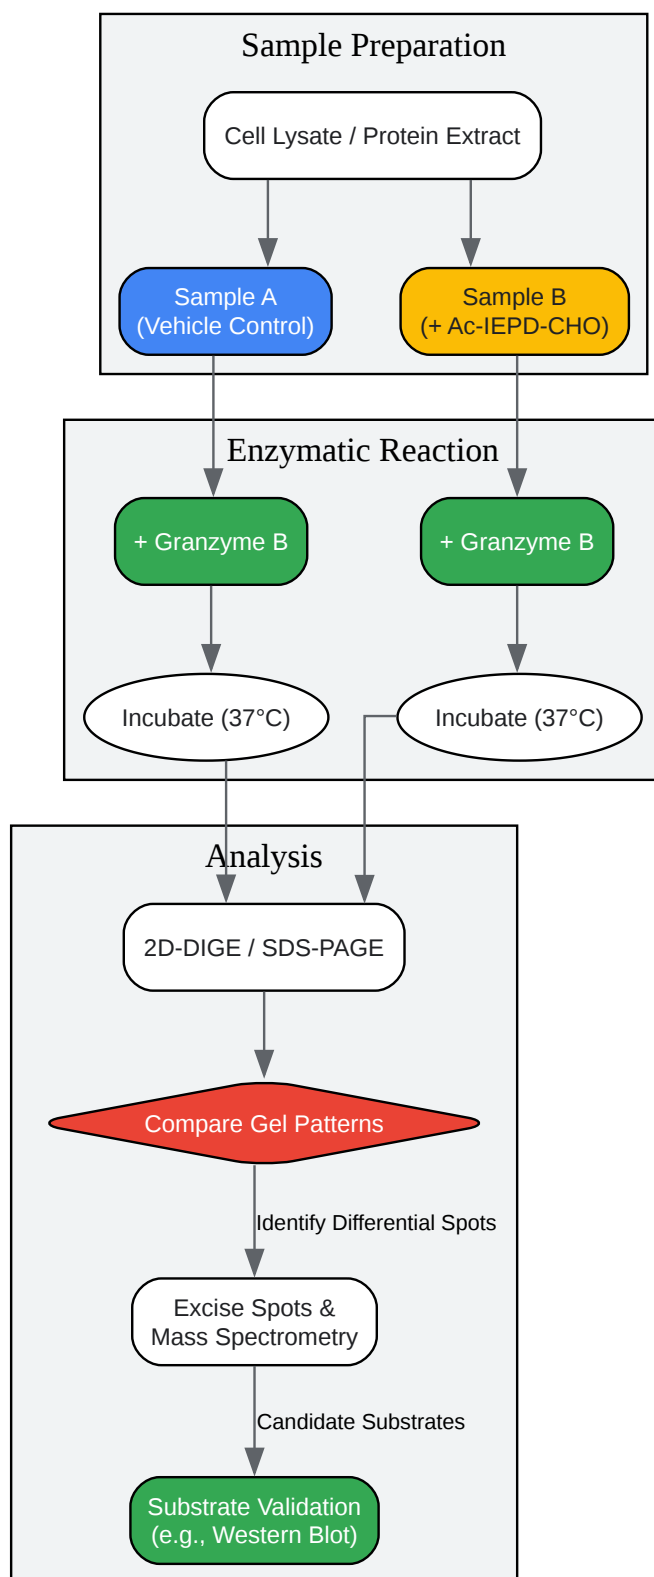 Sample Preparation
Cell Lysate / Protein Extract
Sample A
(Vehicle Control)
Sample B
(+ Ac-IEPD-CHO)
Enzymatic Reaction
+ Granzyme B
+ Granzyme B
Incubate (37°C)
Incubate (37°C)
Analysis
2D-DIGE / SDS-PAGE
Compare Gel Patterns
Identify Differential Spots
Excise Spots &
Mass Spectrometry
Candidate Substrates
Substrate Validation
(e.g., Western Blot)